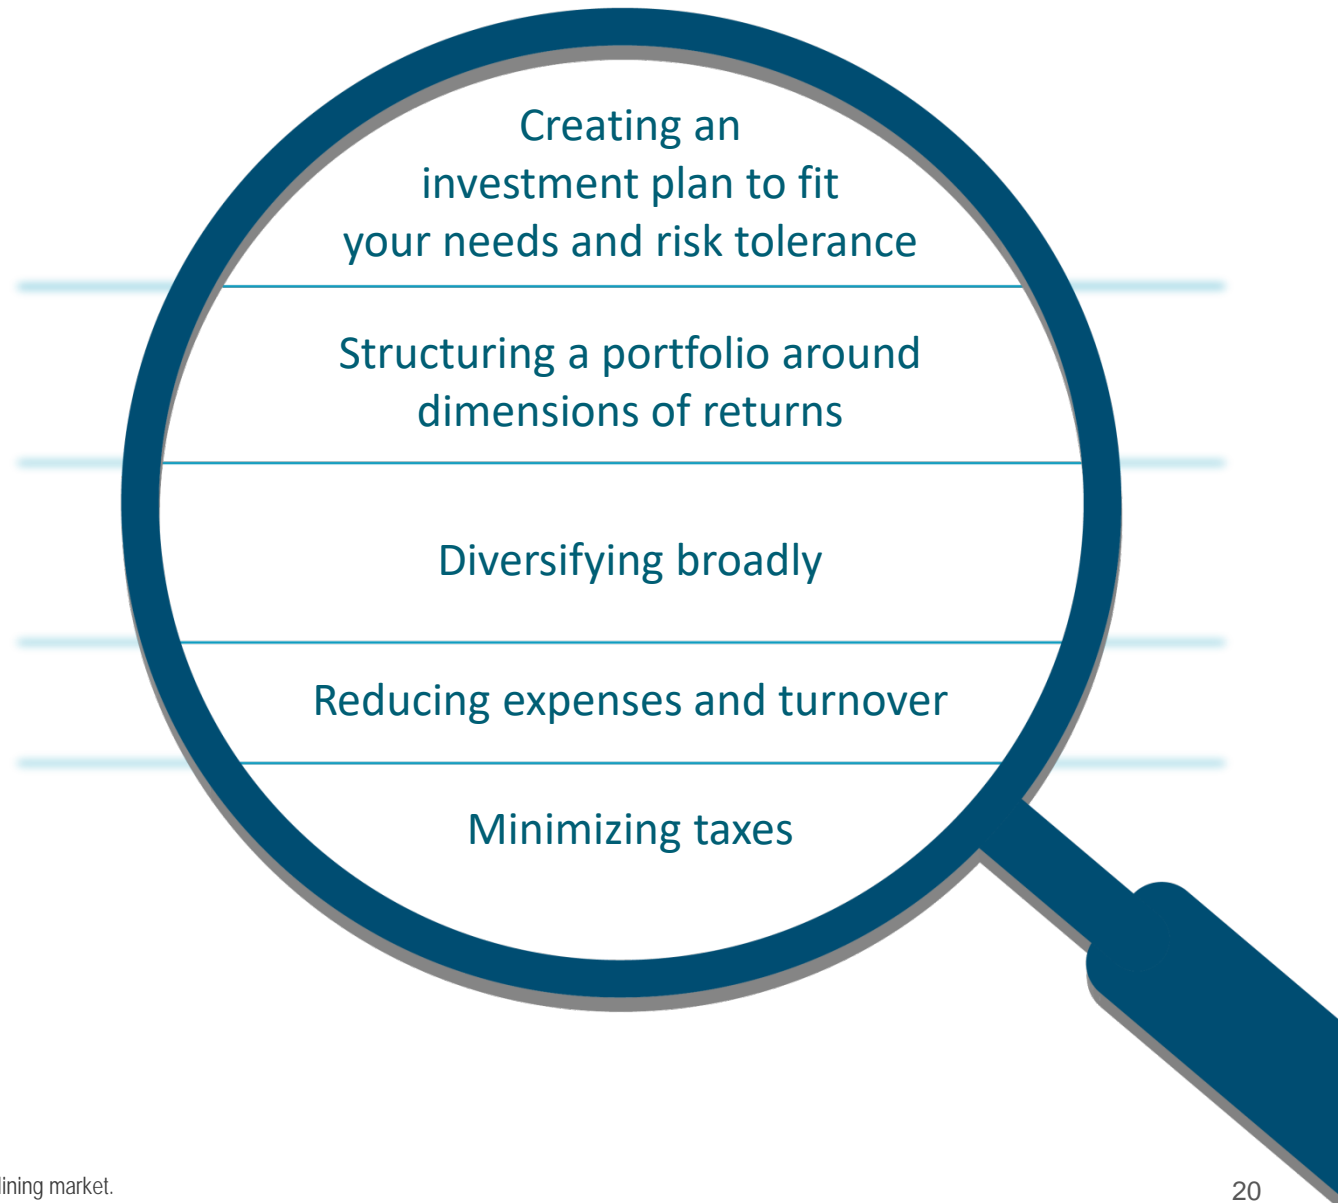 Creating an
investment plan to fit
your needs and risk tolerance
Structuring a portfolio around
dimensions of returns
Diversifying broadly
Reducing expenses and turnover
Minimizing taxes
market.
20